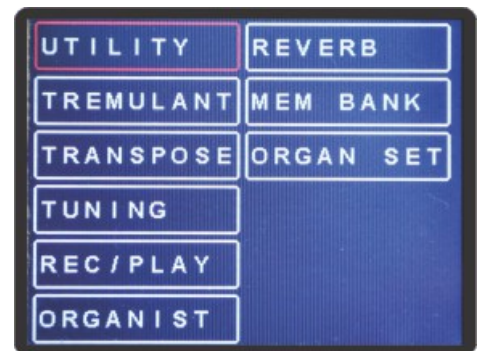 UTILITY
TREMULANT
TRANSPOSE
TUNING
REC/PLAY
ORGANIST
REVERB
MEM BANK
ORGAN SET